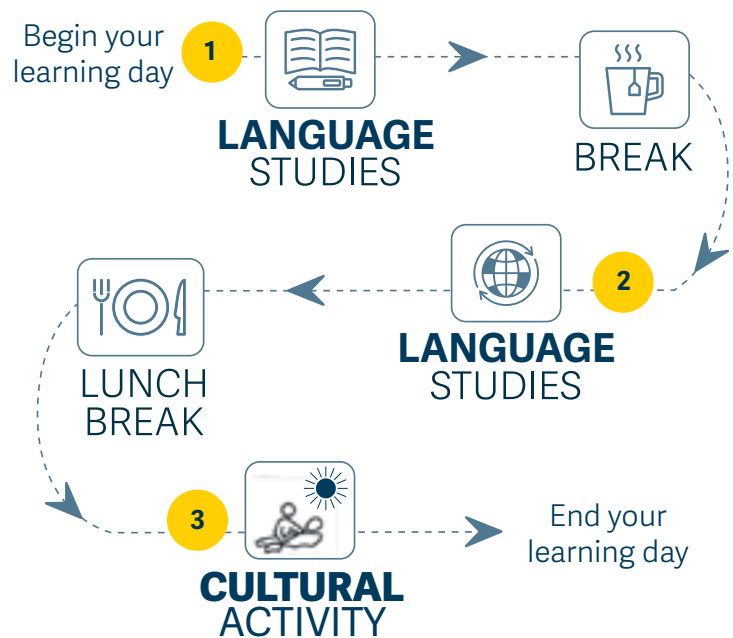 Begin your
learning day
1
LANGUAGE
STUDIES
BREAK
2
LANGUAGE
STUDIES
LUNCH
BREAK
3
CULTURAL
ACTIVITY
End your
learning day